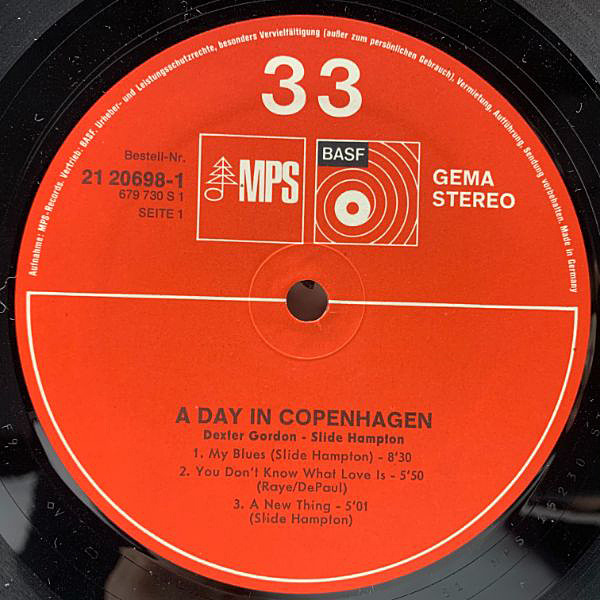 Aufnahme: MPS-Records. Vertrieb: BASF. Urheber- und Leistungsschutzrechte, besonders Vervielfältigung (außer zum persönlichen Gebrauch), Vermietung, Aufführung, Sendung vorbehalten. Made in Germany
33
Bestell-Nr.
21 20698-1
679 730 S 1
SEITE 1
MPS
BASF
GEMA
STEREO
A DAY IN COPENHAGEN
Dexter Gordon - Slide Hampton
1. My Blues (Slide Hampton) - 8'30
2. You Don't Know What Love Is - 5'50
(Raye/DePaul)
3. A New Thing - 5'01
(Slide Hampton)